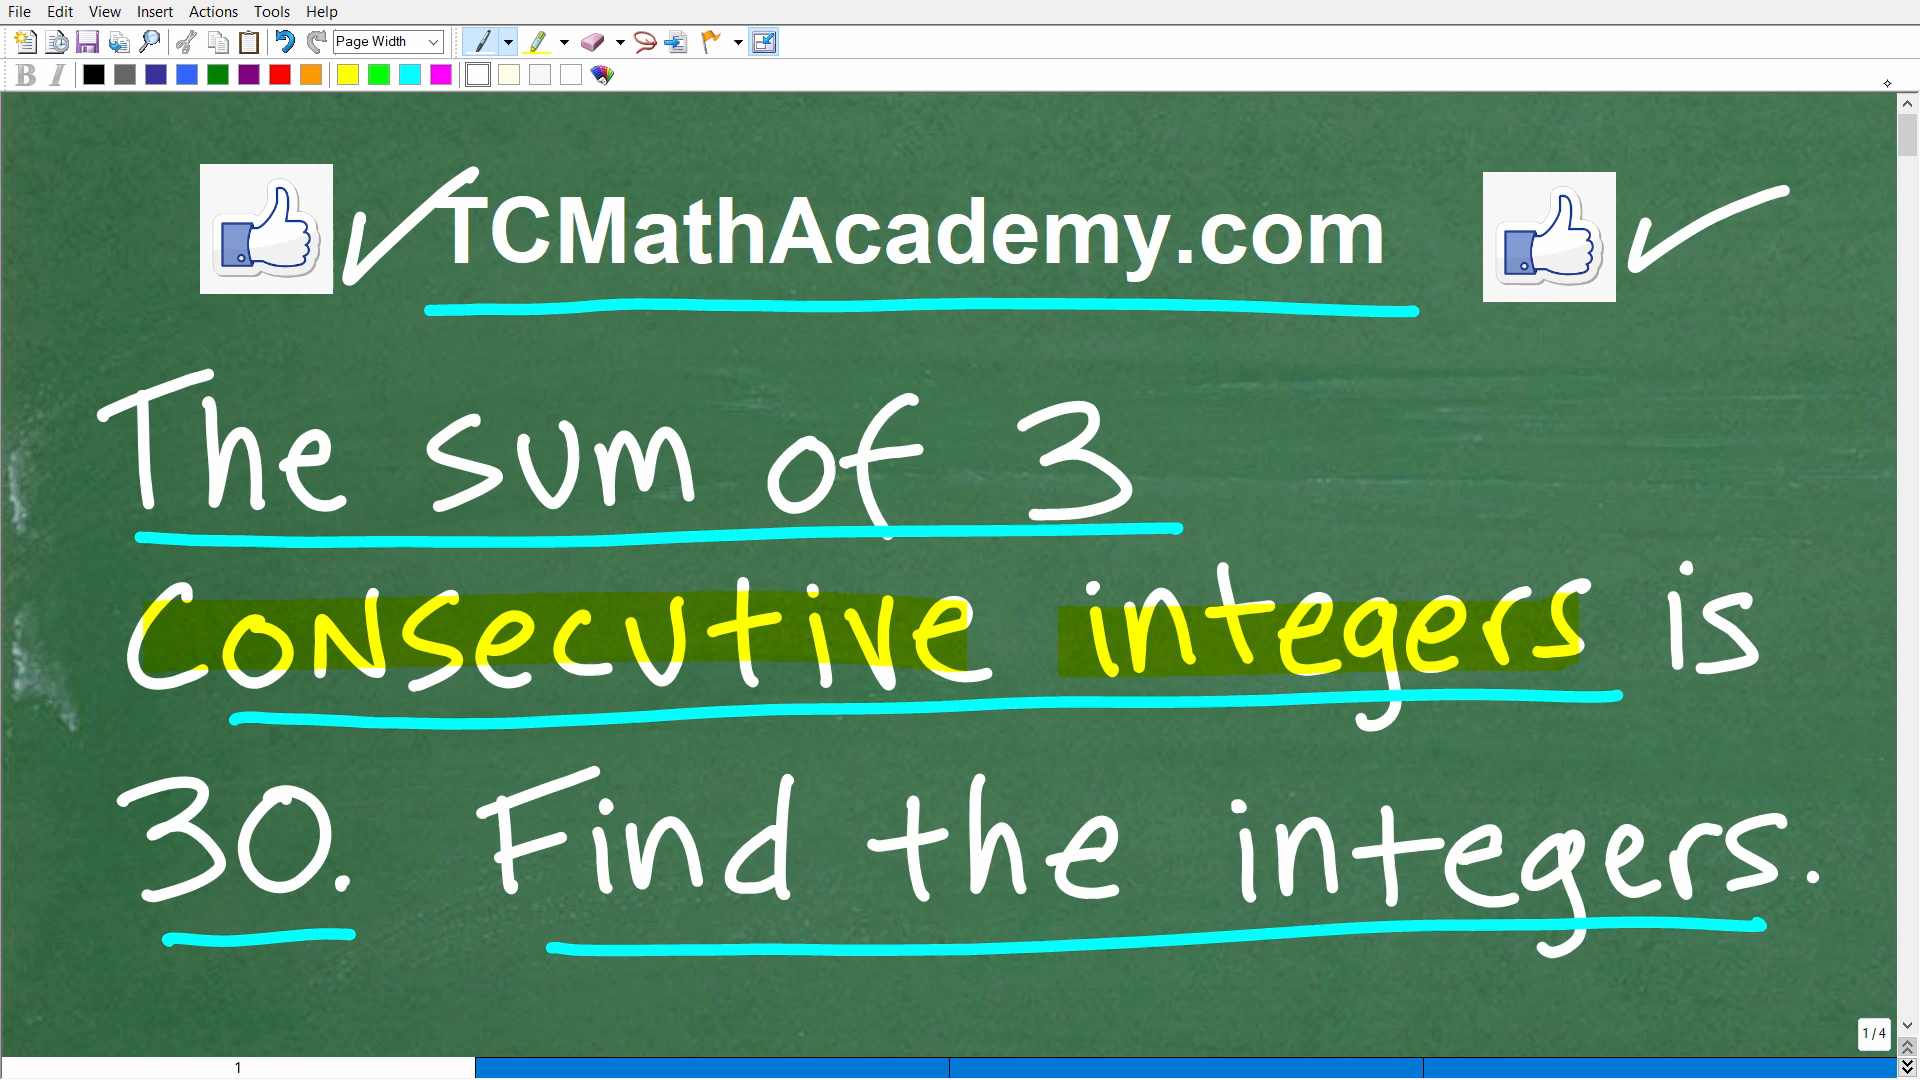 File Edit View Insert Actions Tools Help
Page Width
B I
TCMathAcademy.com
The sum of 3
Consecutive integers is
30. Find the integers.
1 / 4
1